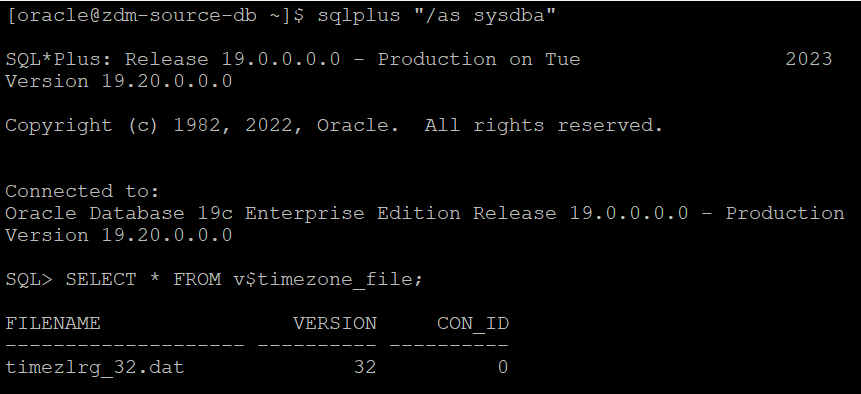 [oracle@zdm-source-db ~]$ sqlplus "/as sysdba"
SQL*Plus: Release 19.0.0.0.0 - Production on Tue 2023
Version 19.20.0.0.0
Copyright (c) 1982, 2022, Oracle.  All rights reserved.
Connected to:
Oracle Database 19c Enterprise Edition Release 19.0.0.0.0 - Production
Version 19.20.0.0.0
SQL> SELECT * FROM v$timezone_file;
FILENAME                VERSION     CON_ID
-------------------- ---------- ----------
timezlrg_32.dat              32          0